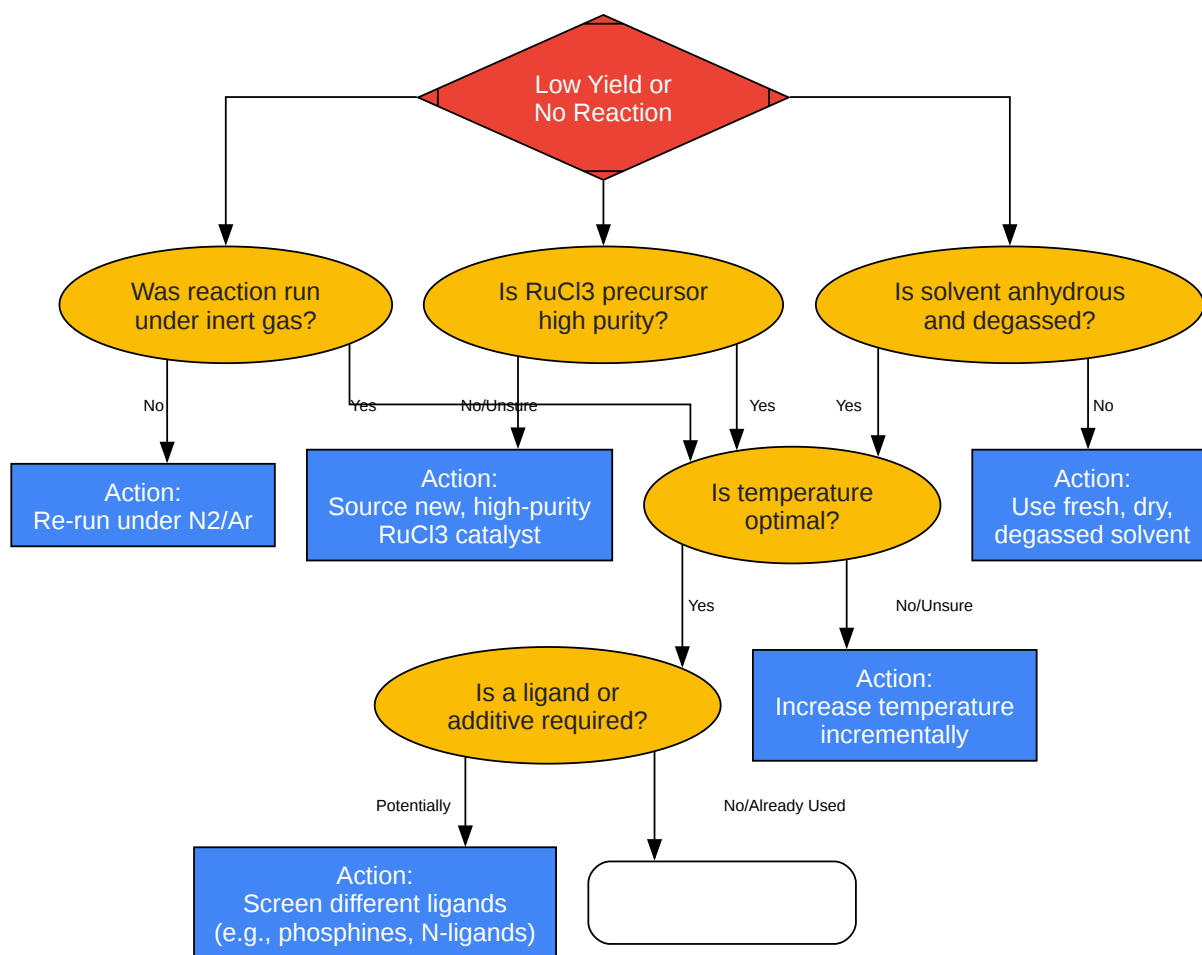 Low Yield or
No Reaction
Was reaction run
under inert gas?
Is RuCl3 precursor
high purity?
Is solvent anhydrous
and degassed?
No
Yes
No/Unsure
Yes
Yes
No
Action:
Re-run under N2/Ar
Action:
Source new, high-purity
RuCl3 catalyst
Is temperature
optimal?
Action:
Use fresh, dry,
degassed solvent
Yes
No/Unsure
Is a ligand or
additive required?
Action:
Increase temperature
incrementally
Potentially
No/Already Used
Action:
Screen different ligands
(e.g., phosphines, N-ligands)